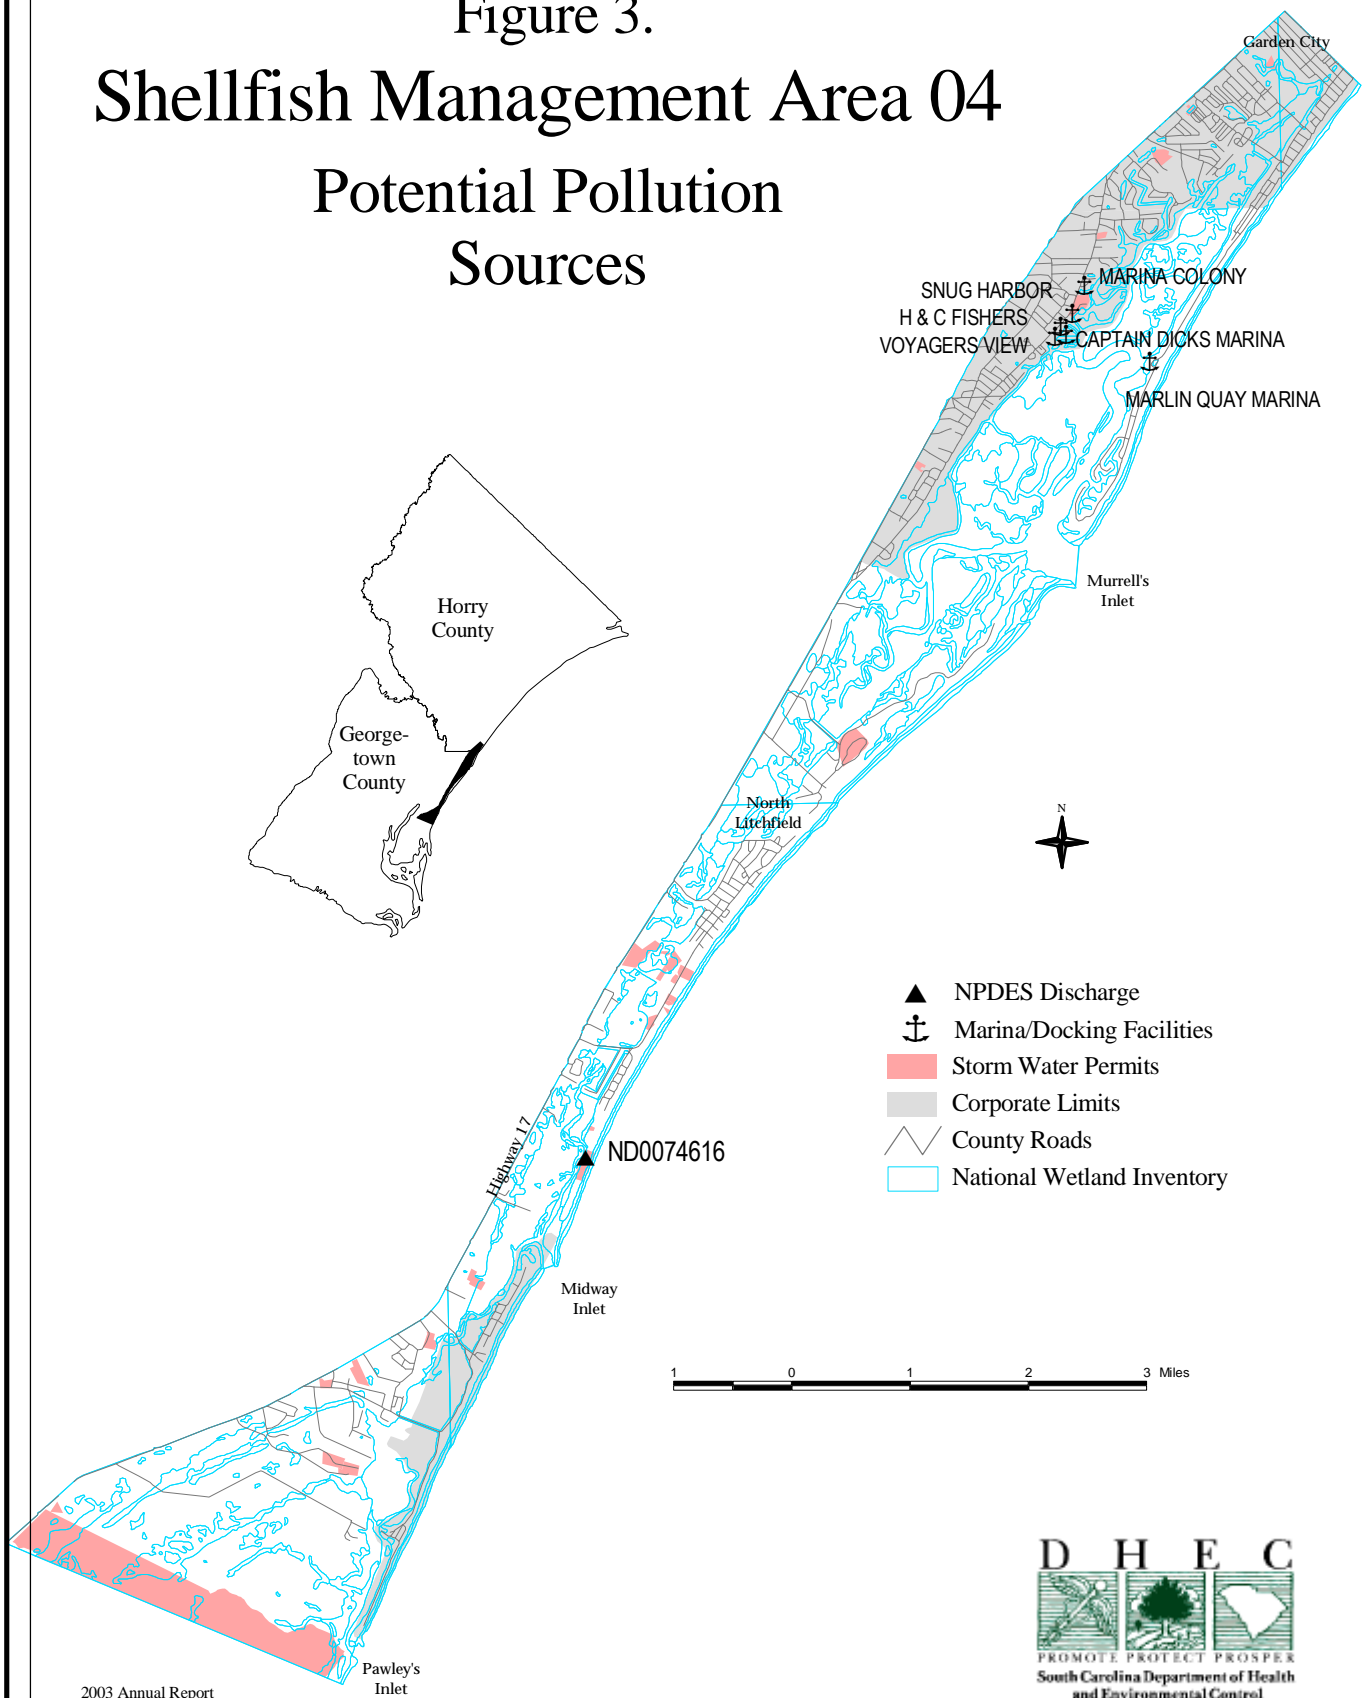 Figure 3.
Shellfish Management Area 04
Potential Pollution
Sources
Garden City
MARINA COLONY
SNUG HARBOR
H & C FISHERS
VOYAGERS VIEW
CAPTAIN DICKS MARINA
MARLIN QUAY MARINA
Murrell's
Inlet
Horry
County
George-
town
County
North
Litchfield
N
NPDES Discharge
Marina/Docking Facilities
Storm Water Permits
Corporate Limits
County Roads
National Wetland Inventory
Highway 17
ND0074616
Midway
Inlet
1 0 1 2 3 Miles
Pawley's
Inlet
2003 Annual Report
D H E C
PROMOTE PROTECT PROSPER
South Carolina Department of Health
and Environmental Control